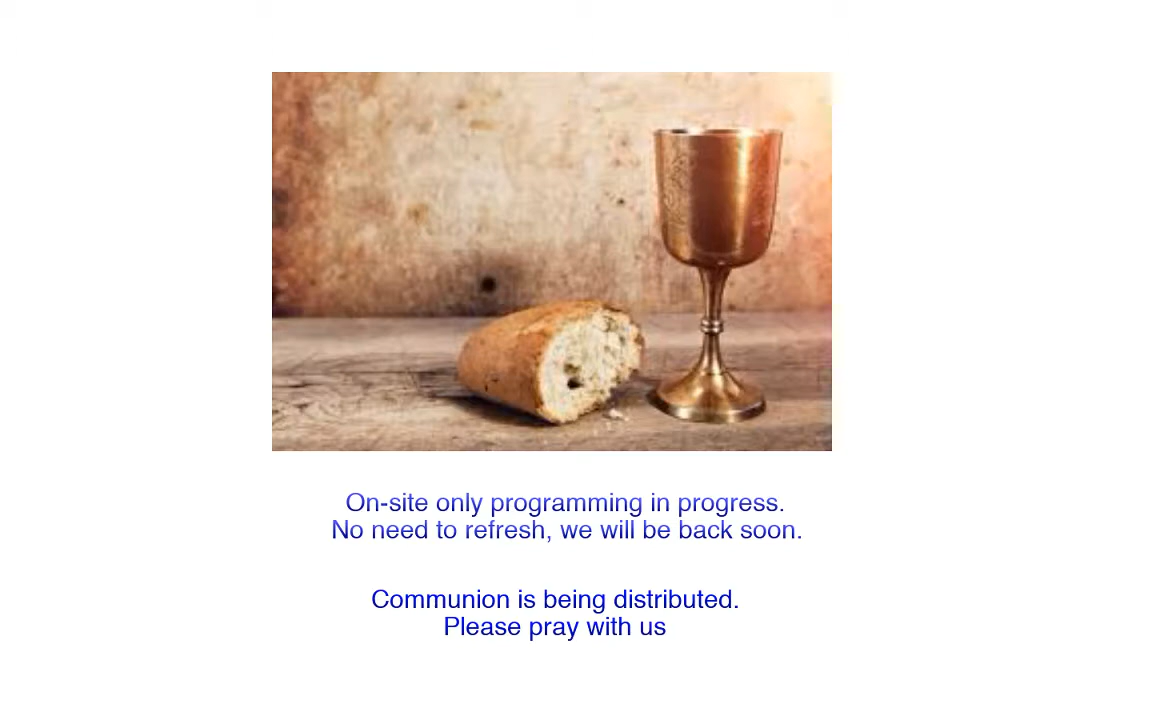 On-site only programming in progress.
No need to refresh, we will be back soon.
Communion is being distributed.
Please pray with us